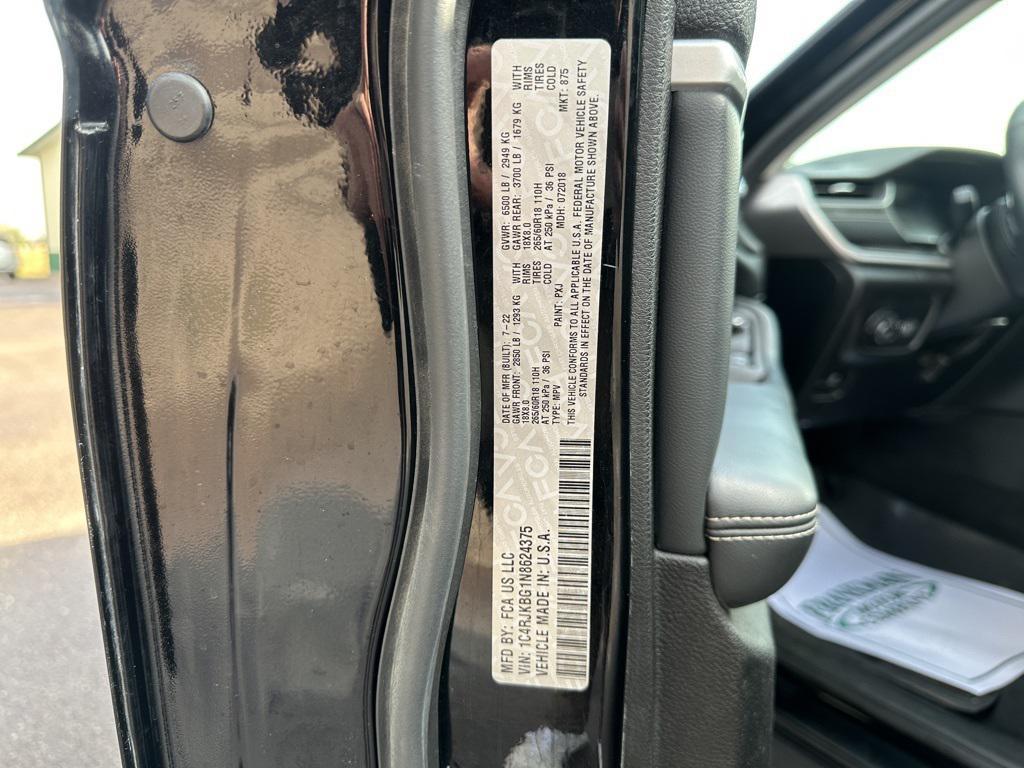 MFD BY: FCA US LLC
VIN: 1C4RJKBG1N8624375
VEHICLE MADE IN: U.S.A.
DATE OF MFR (BUILT): 7-22 GVWR: 6500 LB / 2949 KG
GAWR FRONT: 2850 LB / 1293 KG WITH GAWR REAR: 3700 LB / 1679 KG WITH
18X8.0 RIMS 18X8.0 RIMS
265/60R18 110H TIRES 265/60R18 110H TIRES
AT 250 kPa / 36 PSI COLD AT 250 kPa / 36 PSI COLD
TYPE: MPV PAINT: PXJ MDH: 072018 MKT: 875
THIS VEHICLE CONFORMS TO ALL APPLICABLE U.S.A. FEDERAL MOTOR VEHICLE SAFETY
STANDARDS IN EFFECT ON THE DATE OF MANUFACTURE SHOWN ABOVE.